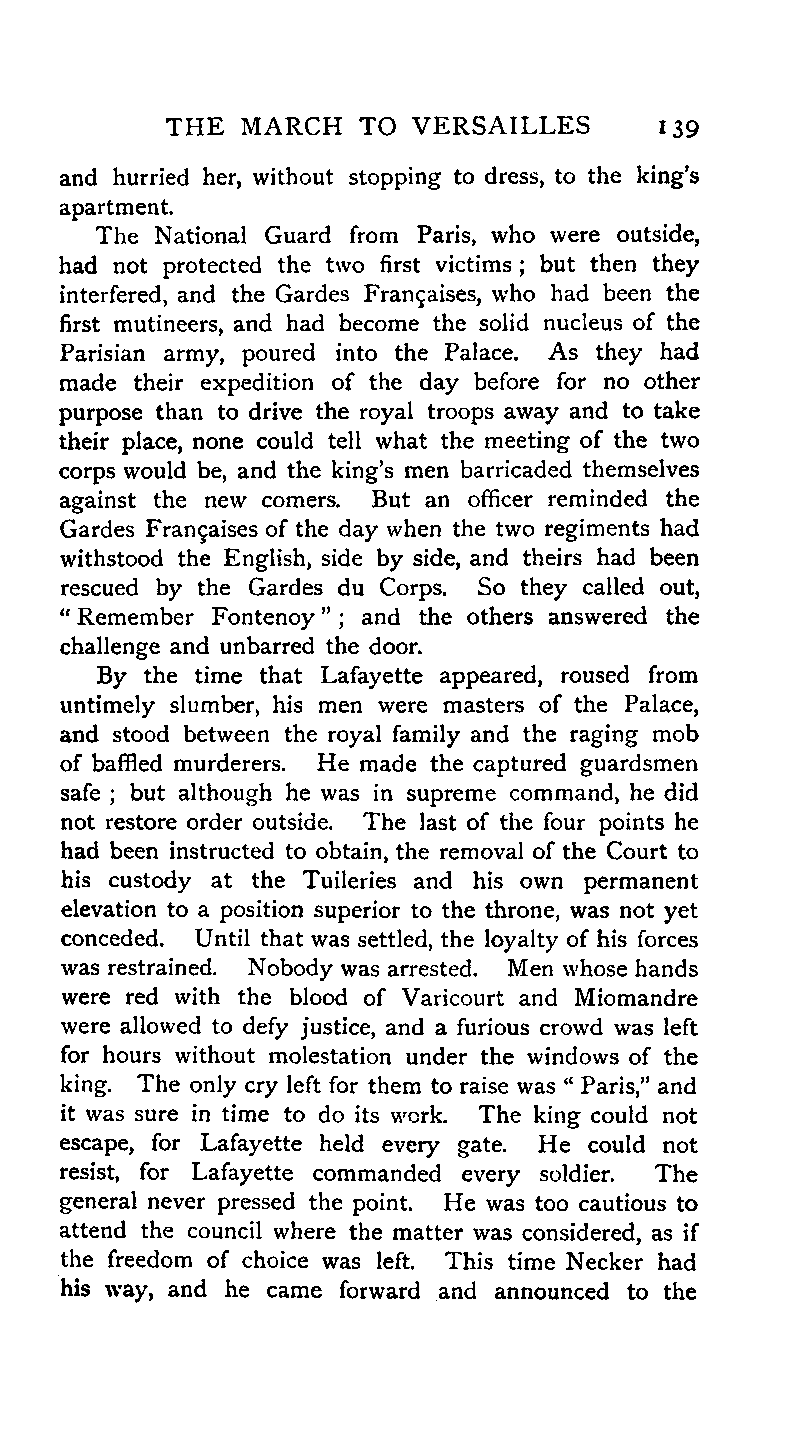 THE MARCH TO VERSAILLES 139
and hurried her, without stopping to dress, to the king's
apartment.
The National Guard from Paris, who were outside,
had not protected the two first victims ; but then they
interfered, and the Gardes Françaises, who had been the
first mutineers, and had become the solid nucleus of the
Parisian army, poured into the Palace. As they had
made their expedition of the day before for no other
purpose than to drive the royal troops away and to take
their place, none could tell what the meeting of the two
corps would be, and the king's men barricaded themselves
against the new comers. But an officer reminded the
Gardes Françaises of the day when the two regiments had
withstood the English, side by side, and theirs had been
rescued by the Gardes du Corps. So they called out,
“ Remember Fontenoy ” ; and the others answered the
challenge and unbarred the door.
By the time that Lafayette appeared, roused from
untimely slumber, his men were masters of the Palace,
and stood between the royal family and the raging mob
of baffled murderers. He made the captured guardsmen
safe ; but although he was in supreme command, he did
not restore order outside. The last of the four points he
had been instructed to obtain, the removal of the Court to
his custody at the Tuileries and his own permanent
elevation to a position superior to the throne, was not yet
conceded. Until that was settled, the loyalty of his forces
was restrained. Nobody was arrested. Men whose hands
were red with the blood of Varicourt and Miomandre
were allowed to defy justice, and a furious crowd was left
for hours without molestation under the windows of the
king. The only cry left for them to raise was “ Paris,” and
it was sure in time to do its work. The king could not
escape, for Lafayette held every gate. He could not
resist, for Lafayette commanded every soldier. The
general never pressed the point. He was too cautious to
attend the council where the matter was considered, as if
the freedom of choice was left. This time Necker had
his way, and he came forward and announced to the